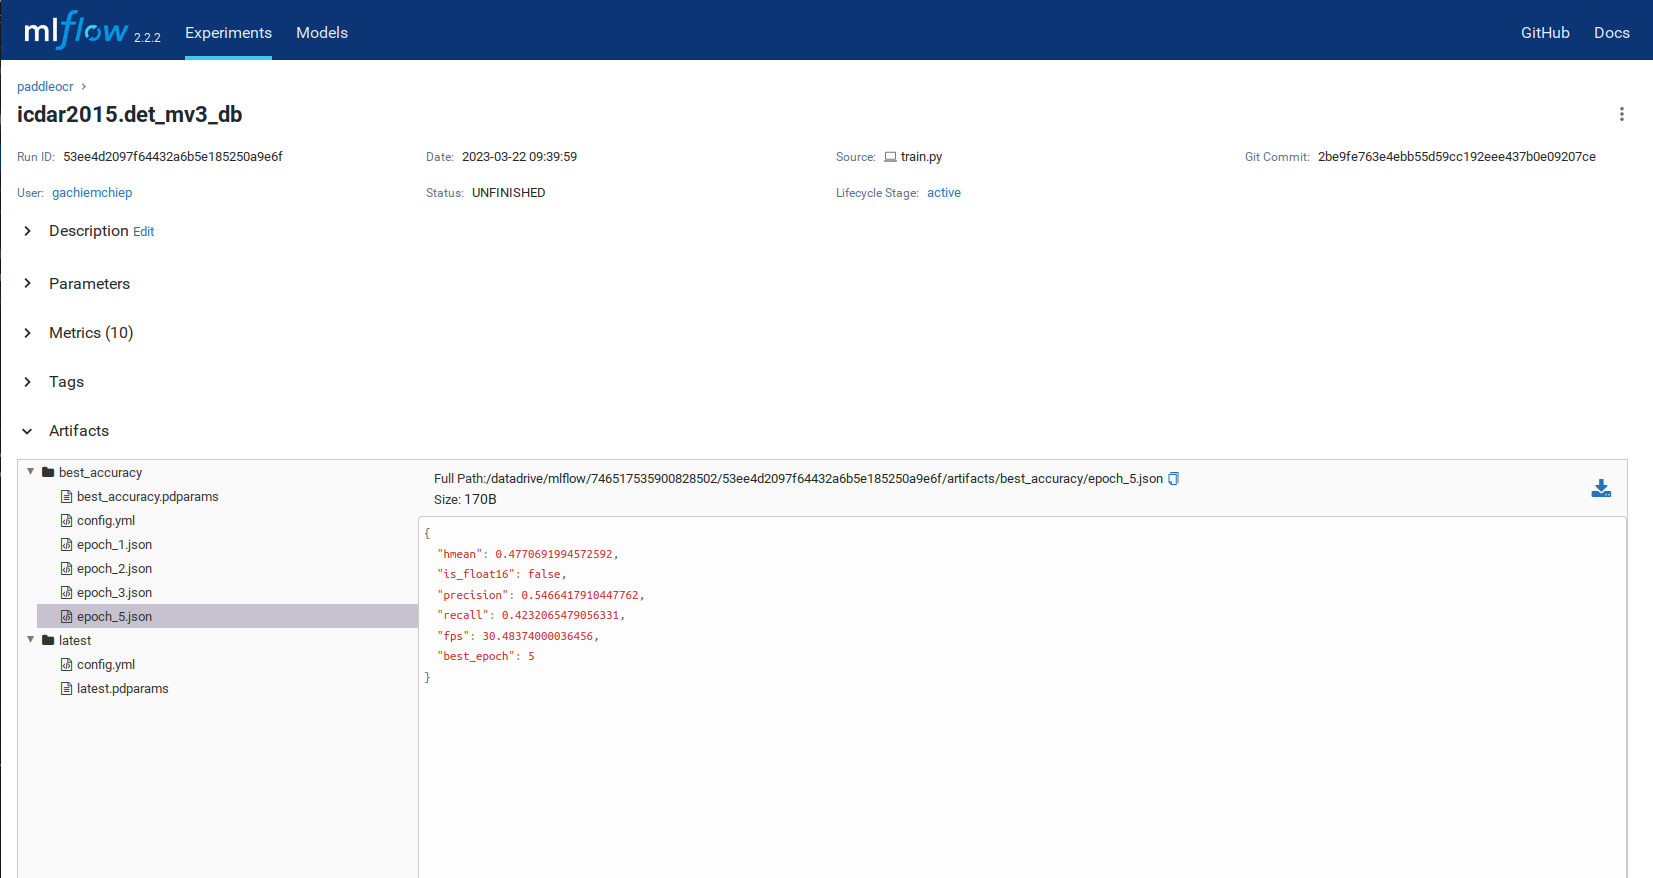 mlflow 2.2.2 Experiments Models GitHub Docs
paddleocr
icdar2015.det_mv3_db
Run ID: 53ee4d2097f64432a6b5e185250a9e6f Date: 2023-03-22 09:39:59 Source: train.py Git Commit: 2be9fe763e4ebb55d59cc192eee437b0e09207ce
User: gachiemchiep Status: UNFINISHED Lifecycle Stage: active
Description Edit
Parameters
Metrics (10)
Tags
Artifacts
best_accuracy
best_accuracy.pdparams
config.yml
epoch_1.json
epoch_2.json
epoch_3.json
epoch_5.json
latest
config.yml
latest.pdparams
Full Path:/datadrive/mlflow/746517535900828502/53ee4d2097f64432a6b5e185250a9e6f/artifacts/best_accuracy/epoch_5.json
Size: 170B
{
"hmean": 0.4770691994572592,
"is_float16": false,
"precision": 0.5466417910447762,
"recall": 0.4232065479056331,
"fps": 30.48374000036456,
"best_epoch": 5
}